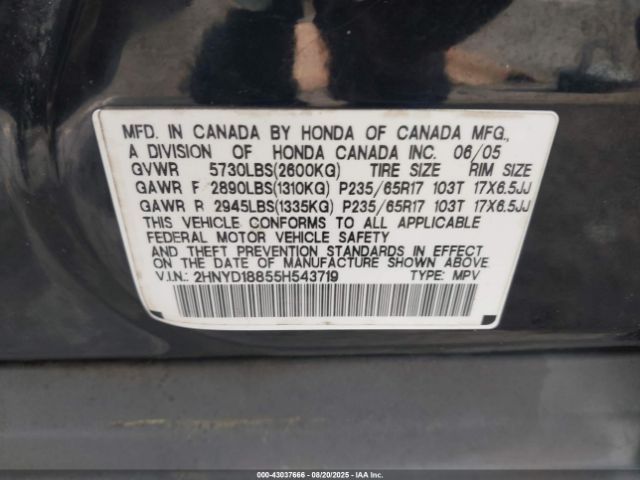 MFD. IN CANADA BY HONDA OF CANADA MFG.,
A DIVISION OF HONDA CANADA INC. 06/05
GVWR 5730LBS(2600KG) TIRE SIZE RIM SIZE
GAWR F 2890LBS(1310KG) P235/65R17 103T 17X6.5JJ
GAWR R 2945LBS(1335KG) P235/65R17 103T 17X6.5JJ
THIS VEHICLE CONFORMS TO ALL APPLICABLE
FEDERAL MOTOR VEHICLE SAFETY
AND THEFT PREVENTION STANDARDS IN EFFECT
ON THE DATE OF MANUFACTURE SHOWN ABOVE.
V.I.N.: 2HNYD18855H543719 TYPE: MPV
000-43037666 - 08/20/2025 - IAA, Inc.